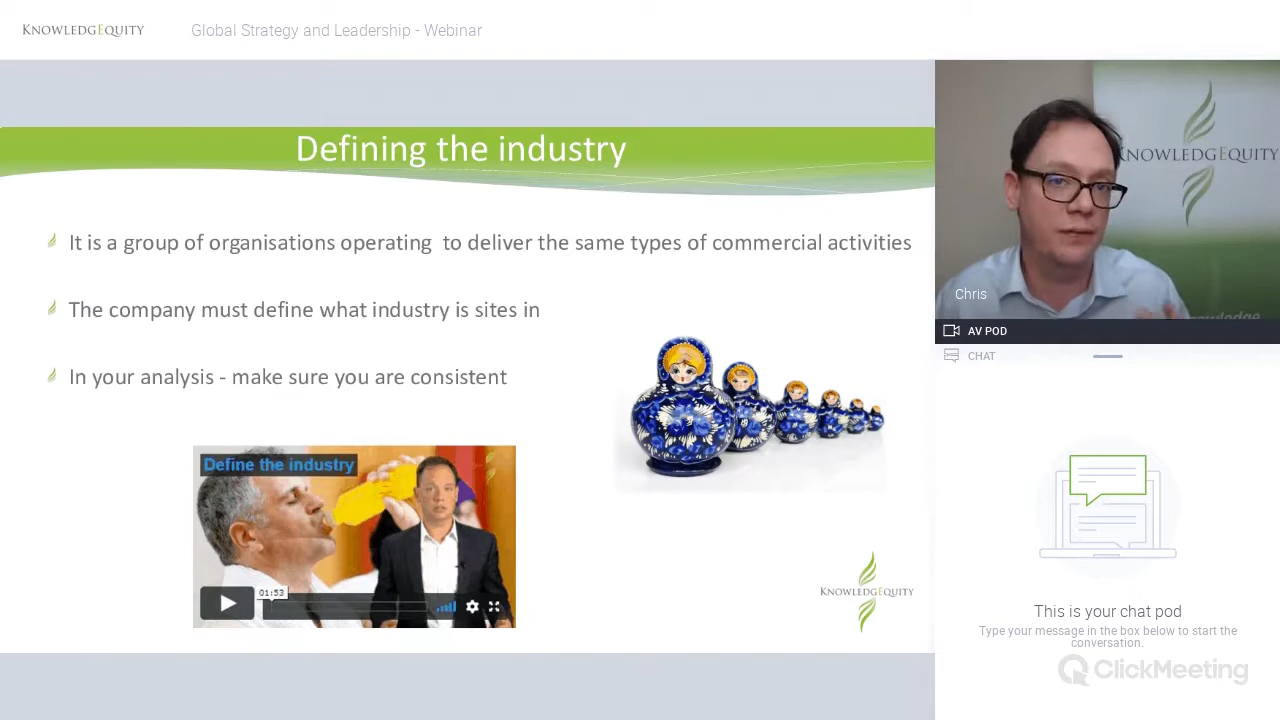 KNOWLEDGEQUITY
Global Strategy and Leadership - Webinar
Defining the industry
It is a group of organisations operating to deliver the same types of commercial activities
The company must define what industry is sites in
In your analysis - make sure you are consistent
Define the industry
01:53
KNOWLEDGEQUITY
KNOWLEDGEQUITY
Chris
knowledge
AV POD
CHAT
This is your chat pod
Type your message in the box below to start the
conversation.
ClickMeeting